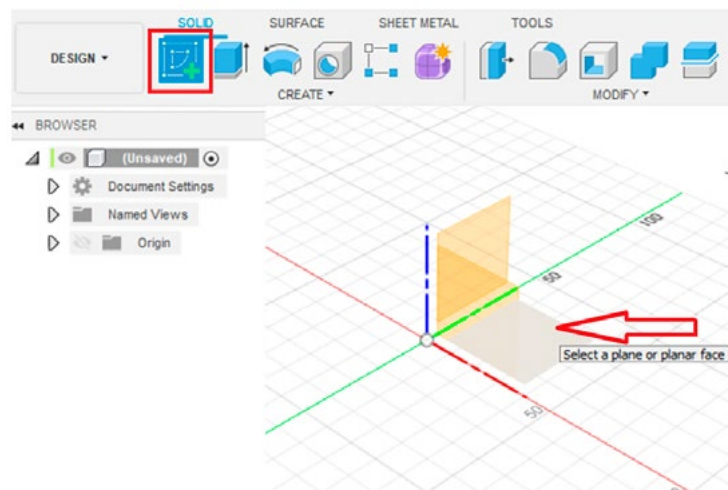 SOLID SURFACE SHEET METAL TOOLS
DESIGN ▾
CREATE ▾ MODIFY ▾
BROWSER
(Unsaved)
Document Settings
Named Views
Origin
100
50
Select a plane or planar face
50